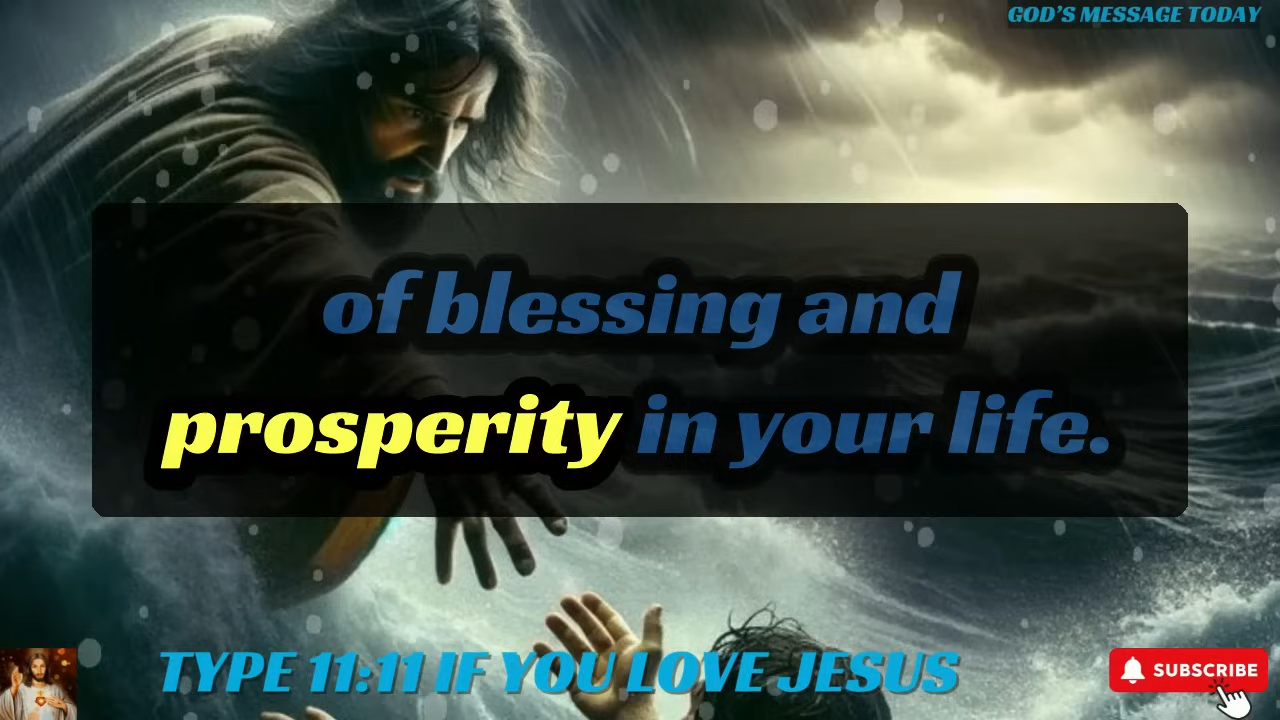 GOD'S MESSAGE TODAY
of blessing and
prosperity in your life.
TYPE 11:11 IF YOU LOVE JESUS
SUBSCRIBE